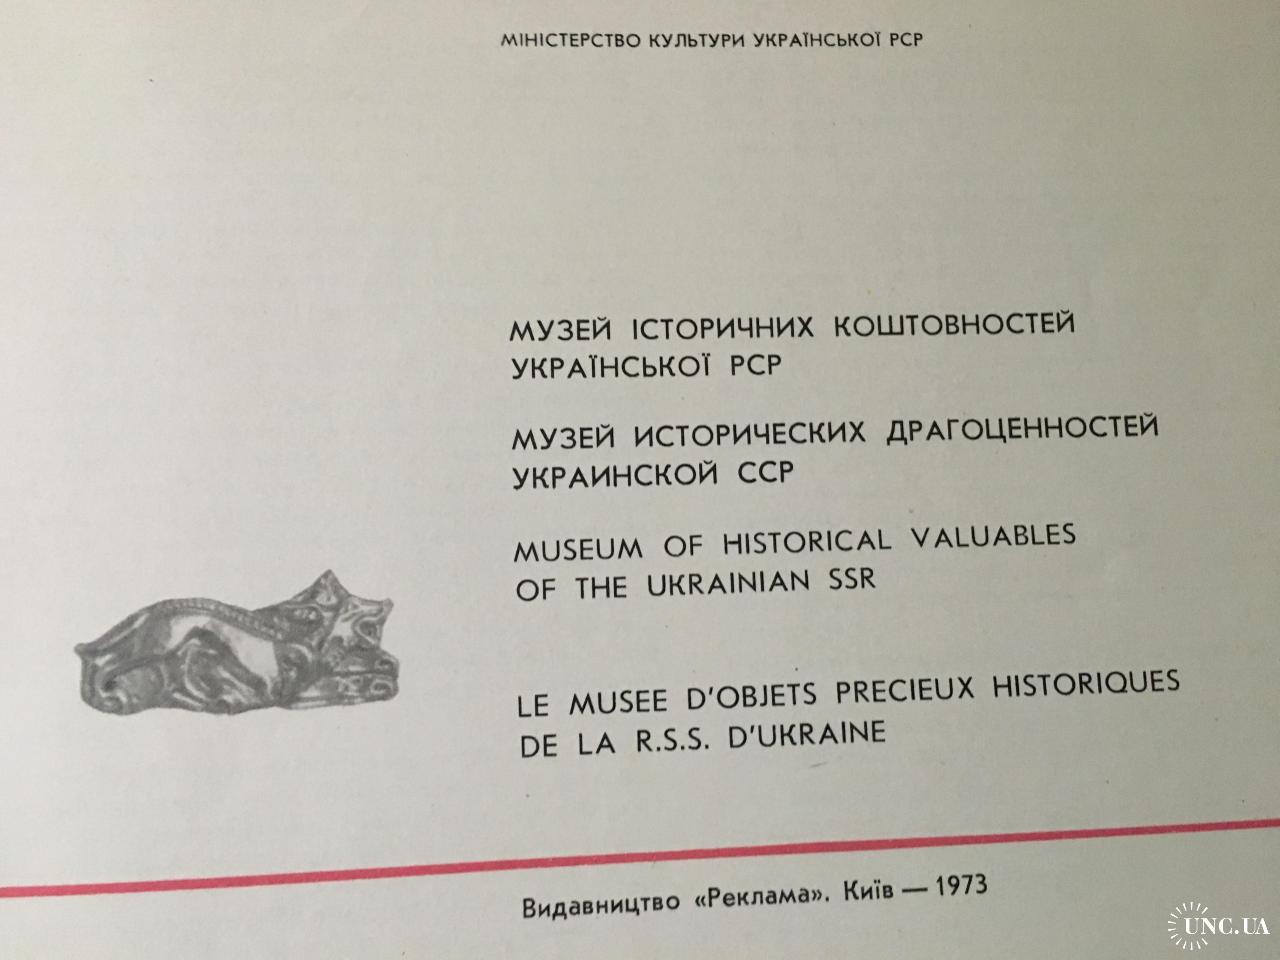 МІНІСТЕРСТВО КУЛЬТУРИ УКРАЇНСЬКОЇ РСР
МУЗЕЙ ІСТОРИЧНИХ КОШТОВНОСТЕЙ
УКРАЇНСЬКОЇ РСР
МУЗЕЙ ИСТОРИЧЕСКИХ ДРАГОЦЕННОСТЕЙ
УКРАИНСКОЙ ССР
MUSEUM OF HISTORICAL VALUABLES
OF THE UKRAINIAN SSR
LE MUSEE D'OBJETS PRECIEUX HISTORIQUES
DE LA R.S.S. D'UKRAINE
Видавництво «Реклама». Київ — 1973
UNC.UA